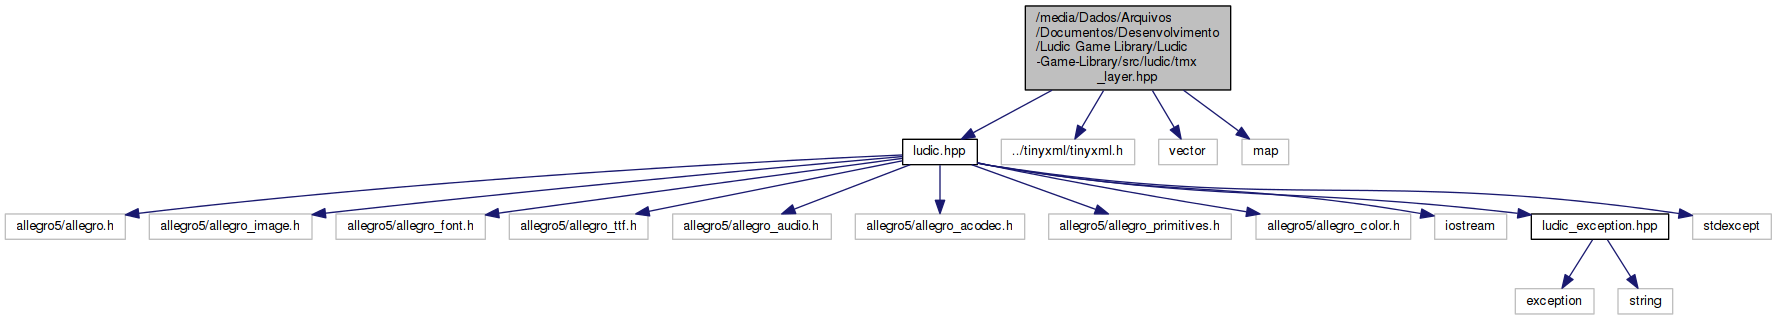 /media/Dados/Arquivos
/Documentos/Desenvolvimento
/Ludic Game Library/Ludic
-Game-Library/src/ludic/tmx
_layer.hpp
ludic.hpp
../tinyxml/tinyxml.h
vector
map
allegro5/allegro.h
allegro5/allegro_image.h
allegro5/allegro_font.h
allegro5/allegro_ttf.h
allegro5/allegro_audio.h
allegro5/allegro_acodec.h
allegro5/allegro_primitives.h
allegro5/allegro_color.h
iostream
ludic_exception.hpp
stdexcept
exception
string